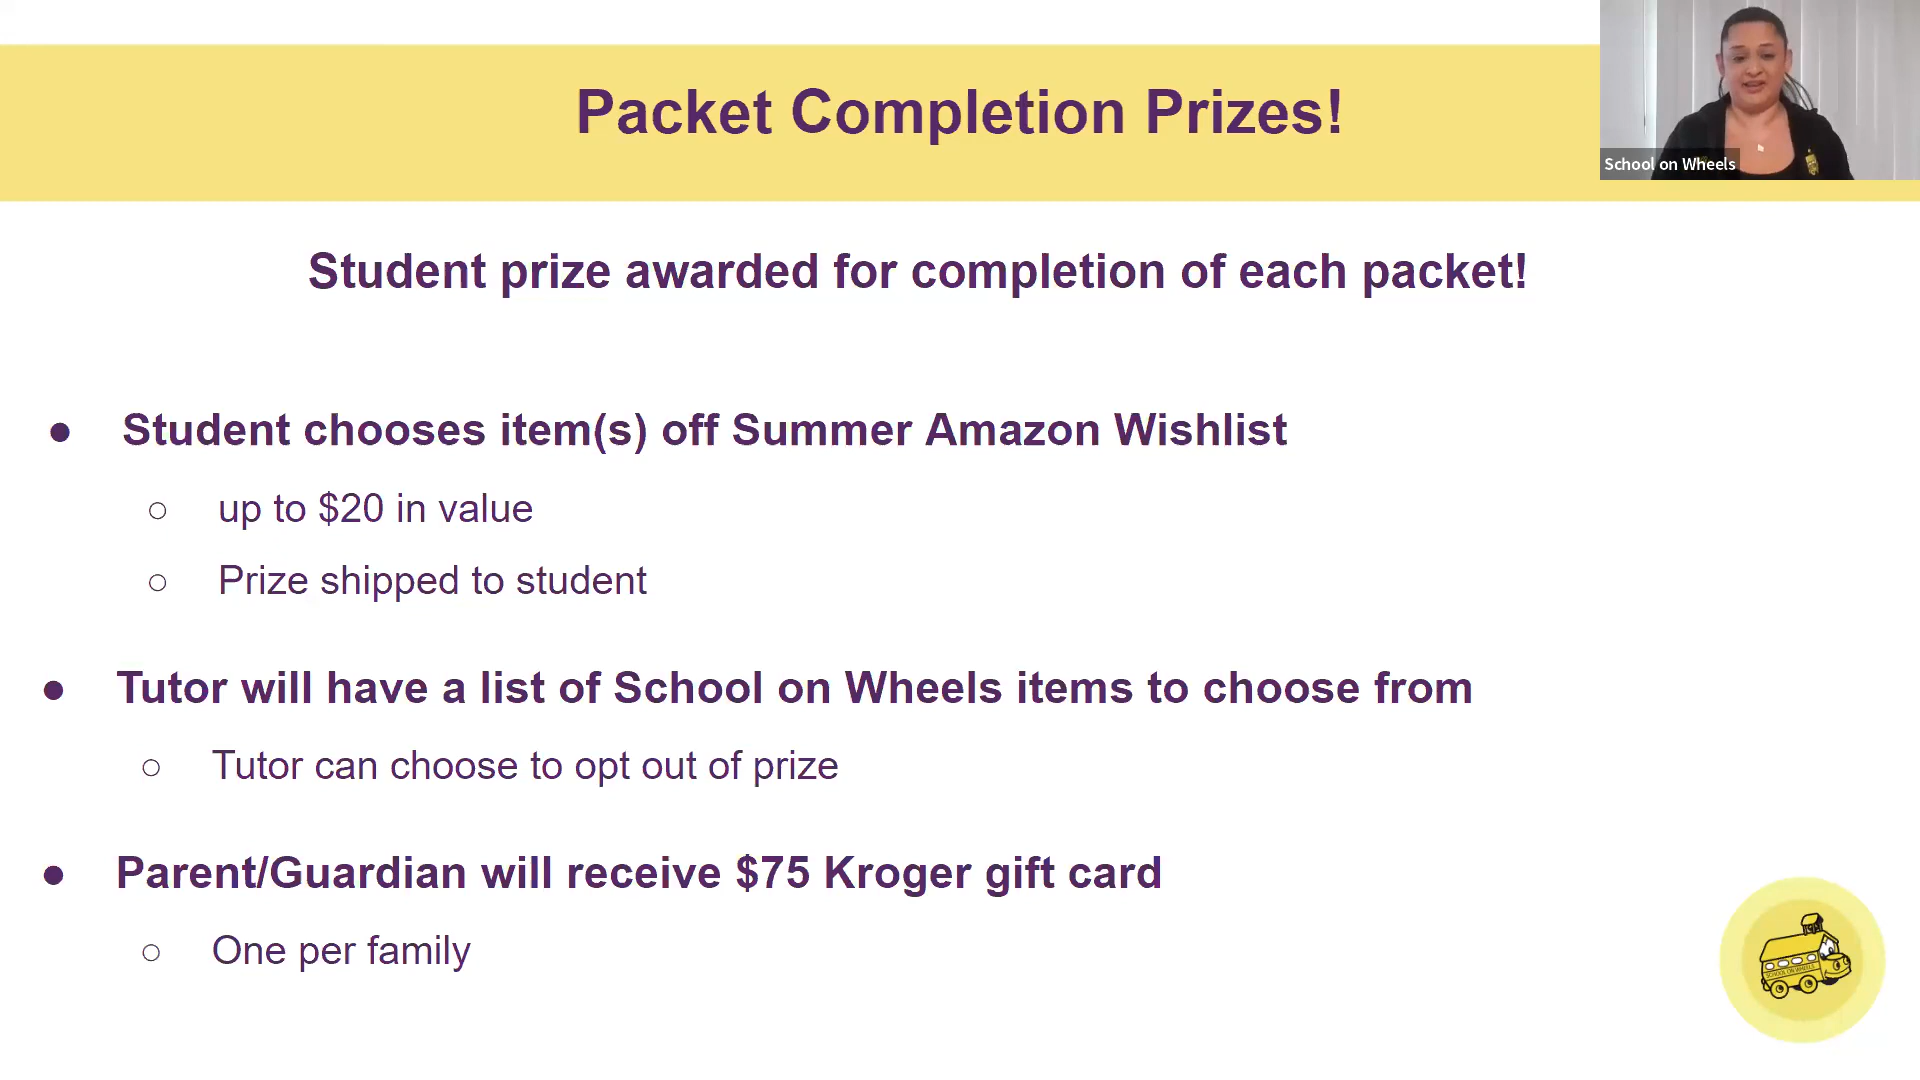 Packet Completion Prizes!
School on Wheels
Student prize awarded for completion of each packet!
● Student chooses item(s) off Summer Amazon Wishlist
○ up to $20 in value
○ Prize shipped to student
● Tutor will have a list of School on Wheels items to choose from
○ Tutor can choose to opt out of prize
● Parent/Guardian will receive $75 Kroger gift card
○ One per family
SCHOOL ON WHEELS